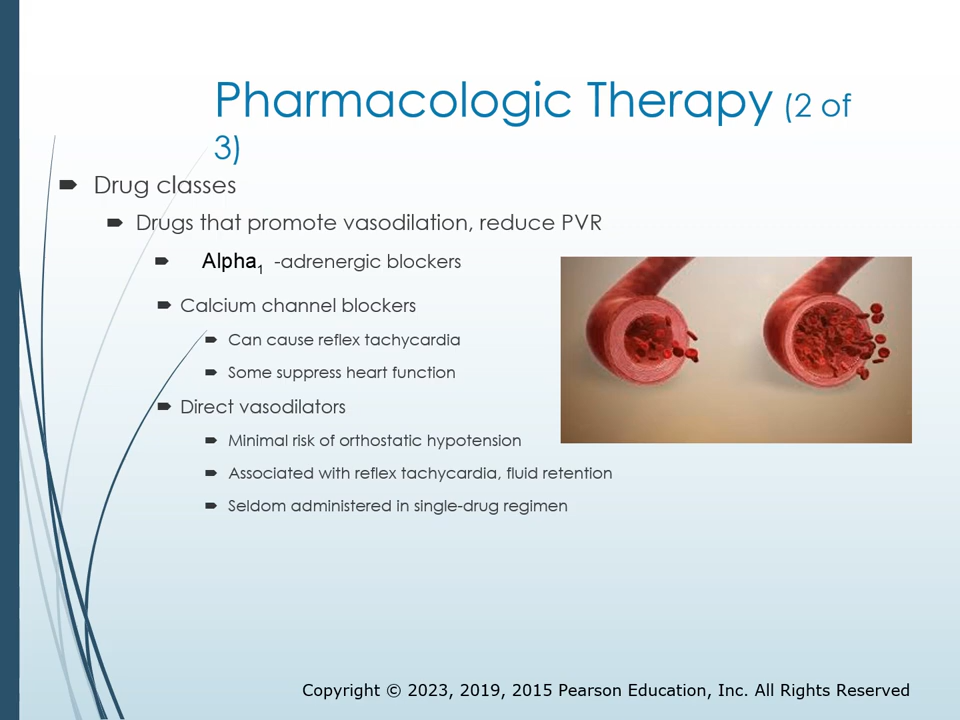 Pharmacologic Therapy (2 of
3)
Drug classes
Drugs that promote vasodilation, reduce PVR
Alpha₁ -adrenergic blockers
Calcium channel blockers
Can cause reflex tachycardia
Some suppress heart function
Direct vasodilators
Minimal risk of orthostatic hypotension
Associated with reflex tachycardia, fluid retention
Seldom administered in single-drug regimen
Copyright © 2023, 2019, 2015 Pearson Education, Inc. All Rights Reserved